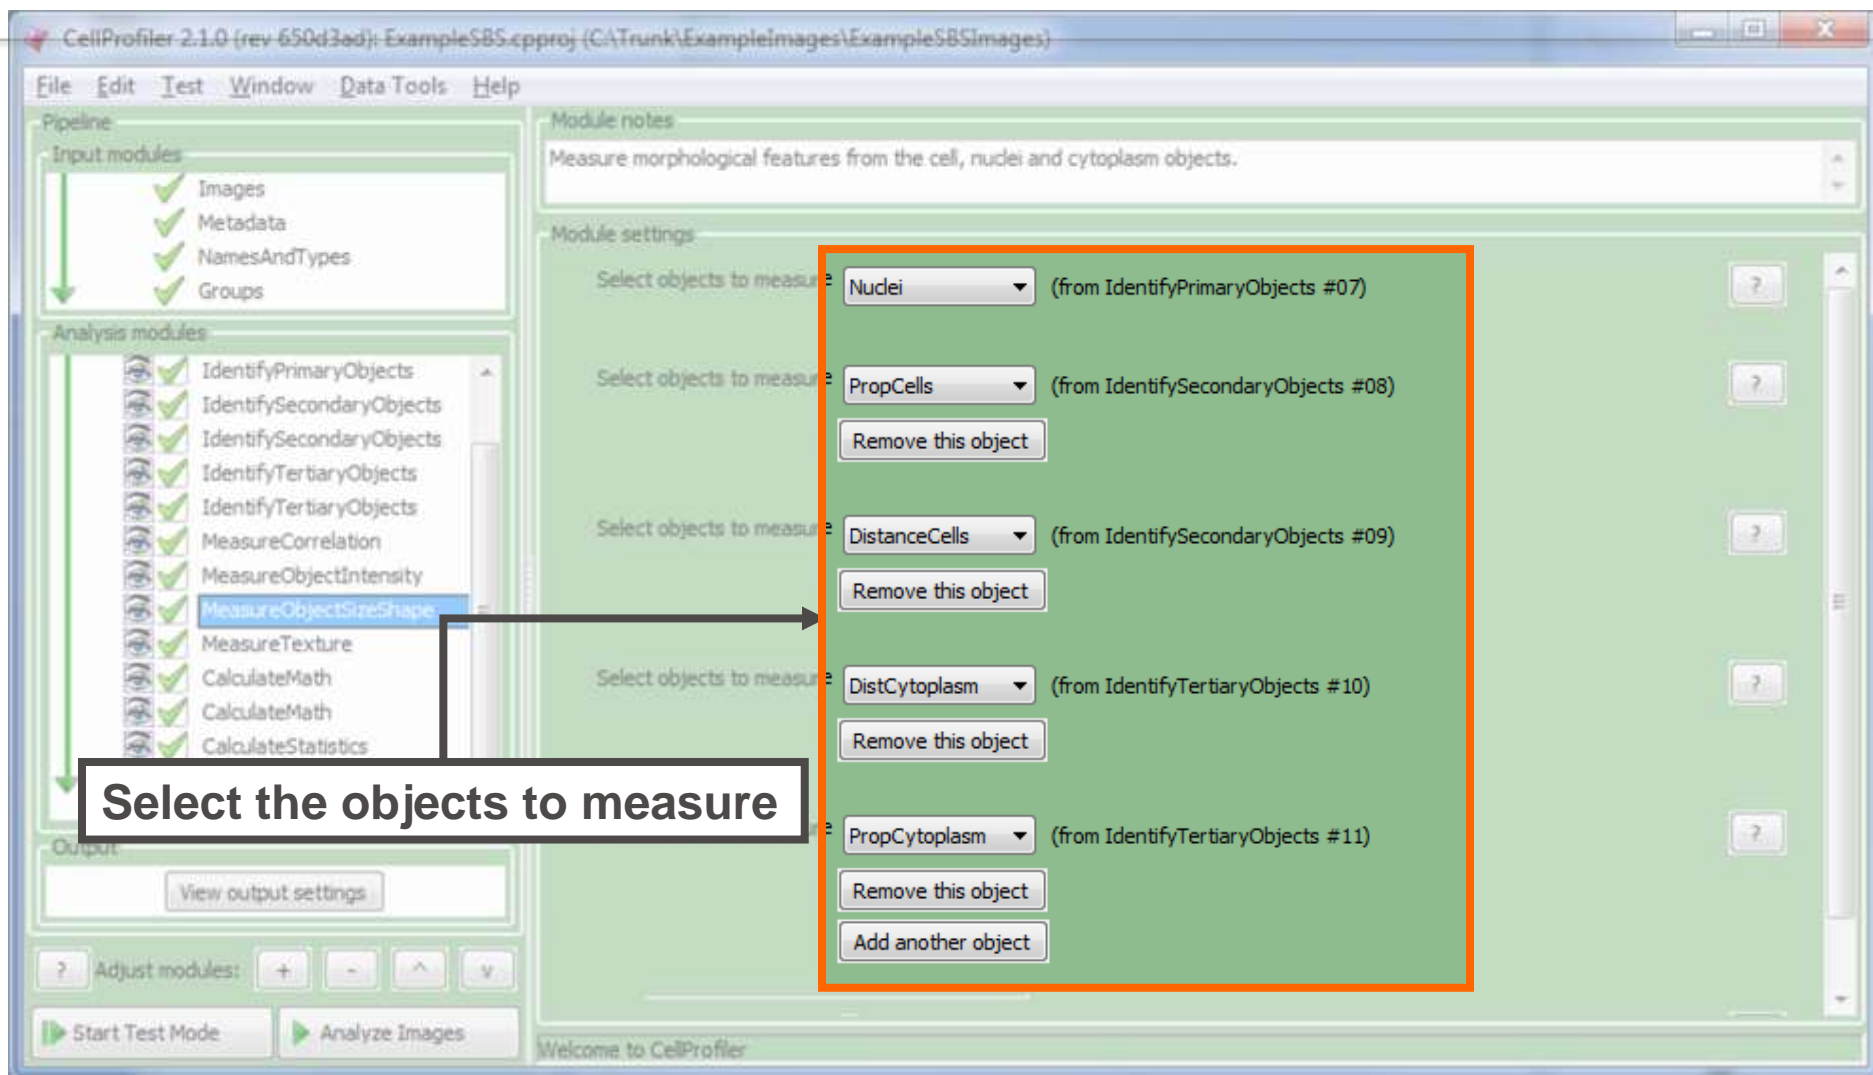 CellProfiler 2.1.0 (rev 650d3ad): ExampleSBS.cpproj (C:\Trunk\ExampleImages\ExampleSBSImages)
File Edit Test Window Data Tools Help
Pipeline
Input modules
Images
Metadata
NamesAndTypes
Groups
Analysis modules
IdentifyPrimaryObjects
IdentifySecondaryObjects
IdentifySecondaryObjects
IdentifyTertiaryObjects
IdentifyTertiaryObjects
MeasureCorrelation
MeasureObjectIntensity
MeasureObjectSizeShape
MeasureTexture
CalculateMath
CalculateMath
CalculateStatistics
Select the objects to measure
Output
View output settings
? Adjust modules: + - ^ v
Start Test Mode Analyze Images
Module notes
Measure morphological features from the cell, nuclei and cytoplasm objects.
Module settings
Select objects to measure Nuclei (from IdentifyPrimaryObjects #07) ?
Select objects to measure PropCells (from IdentifySecondaryObjects #08) ?
Remove this object
Select objects to measure DistanceCells (from IdentifySecondaryObjects #09) ?
Remove this object
Select objects to measure DistCytoplasm (from IdentifyTertiaryObjects #10) ?
Remove this object
PropCytoplasm (from IdentifyTertiaryObjects #11) ?
Remove this object
Add another object
Welcome to CellProfiler